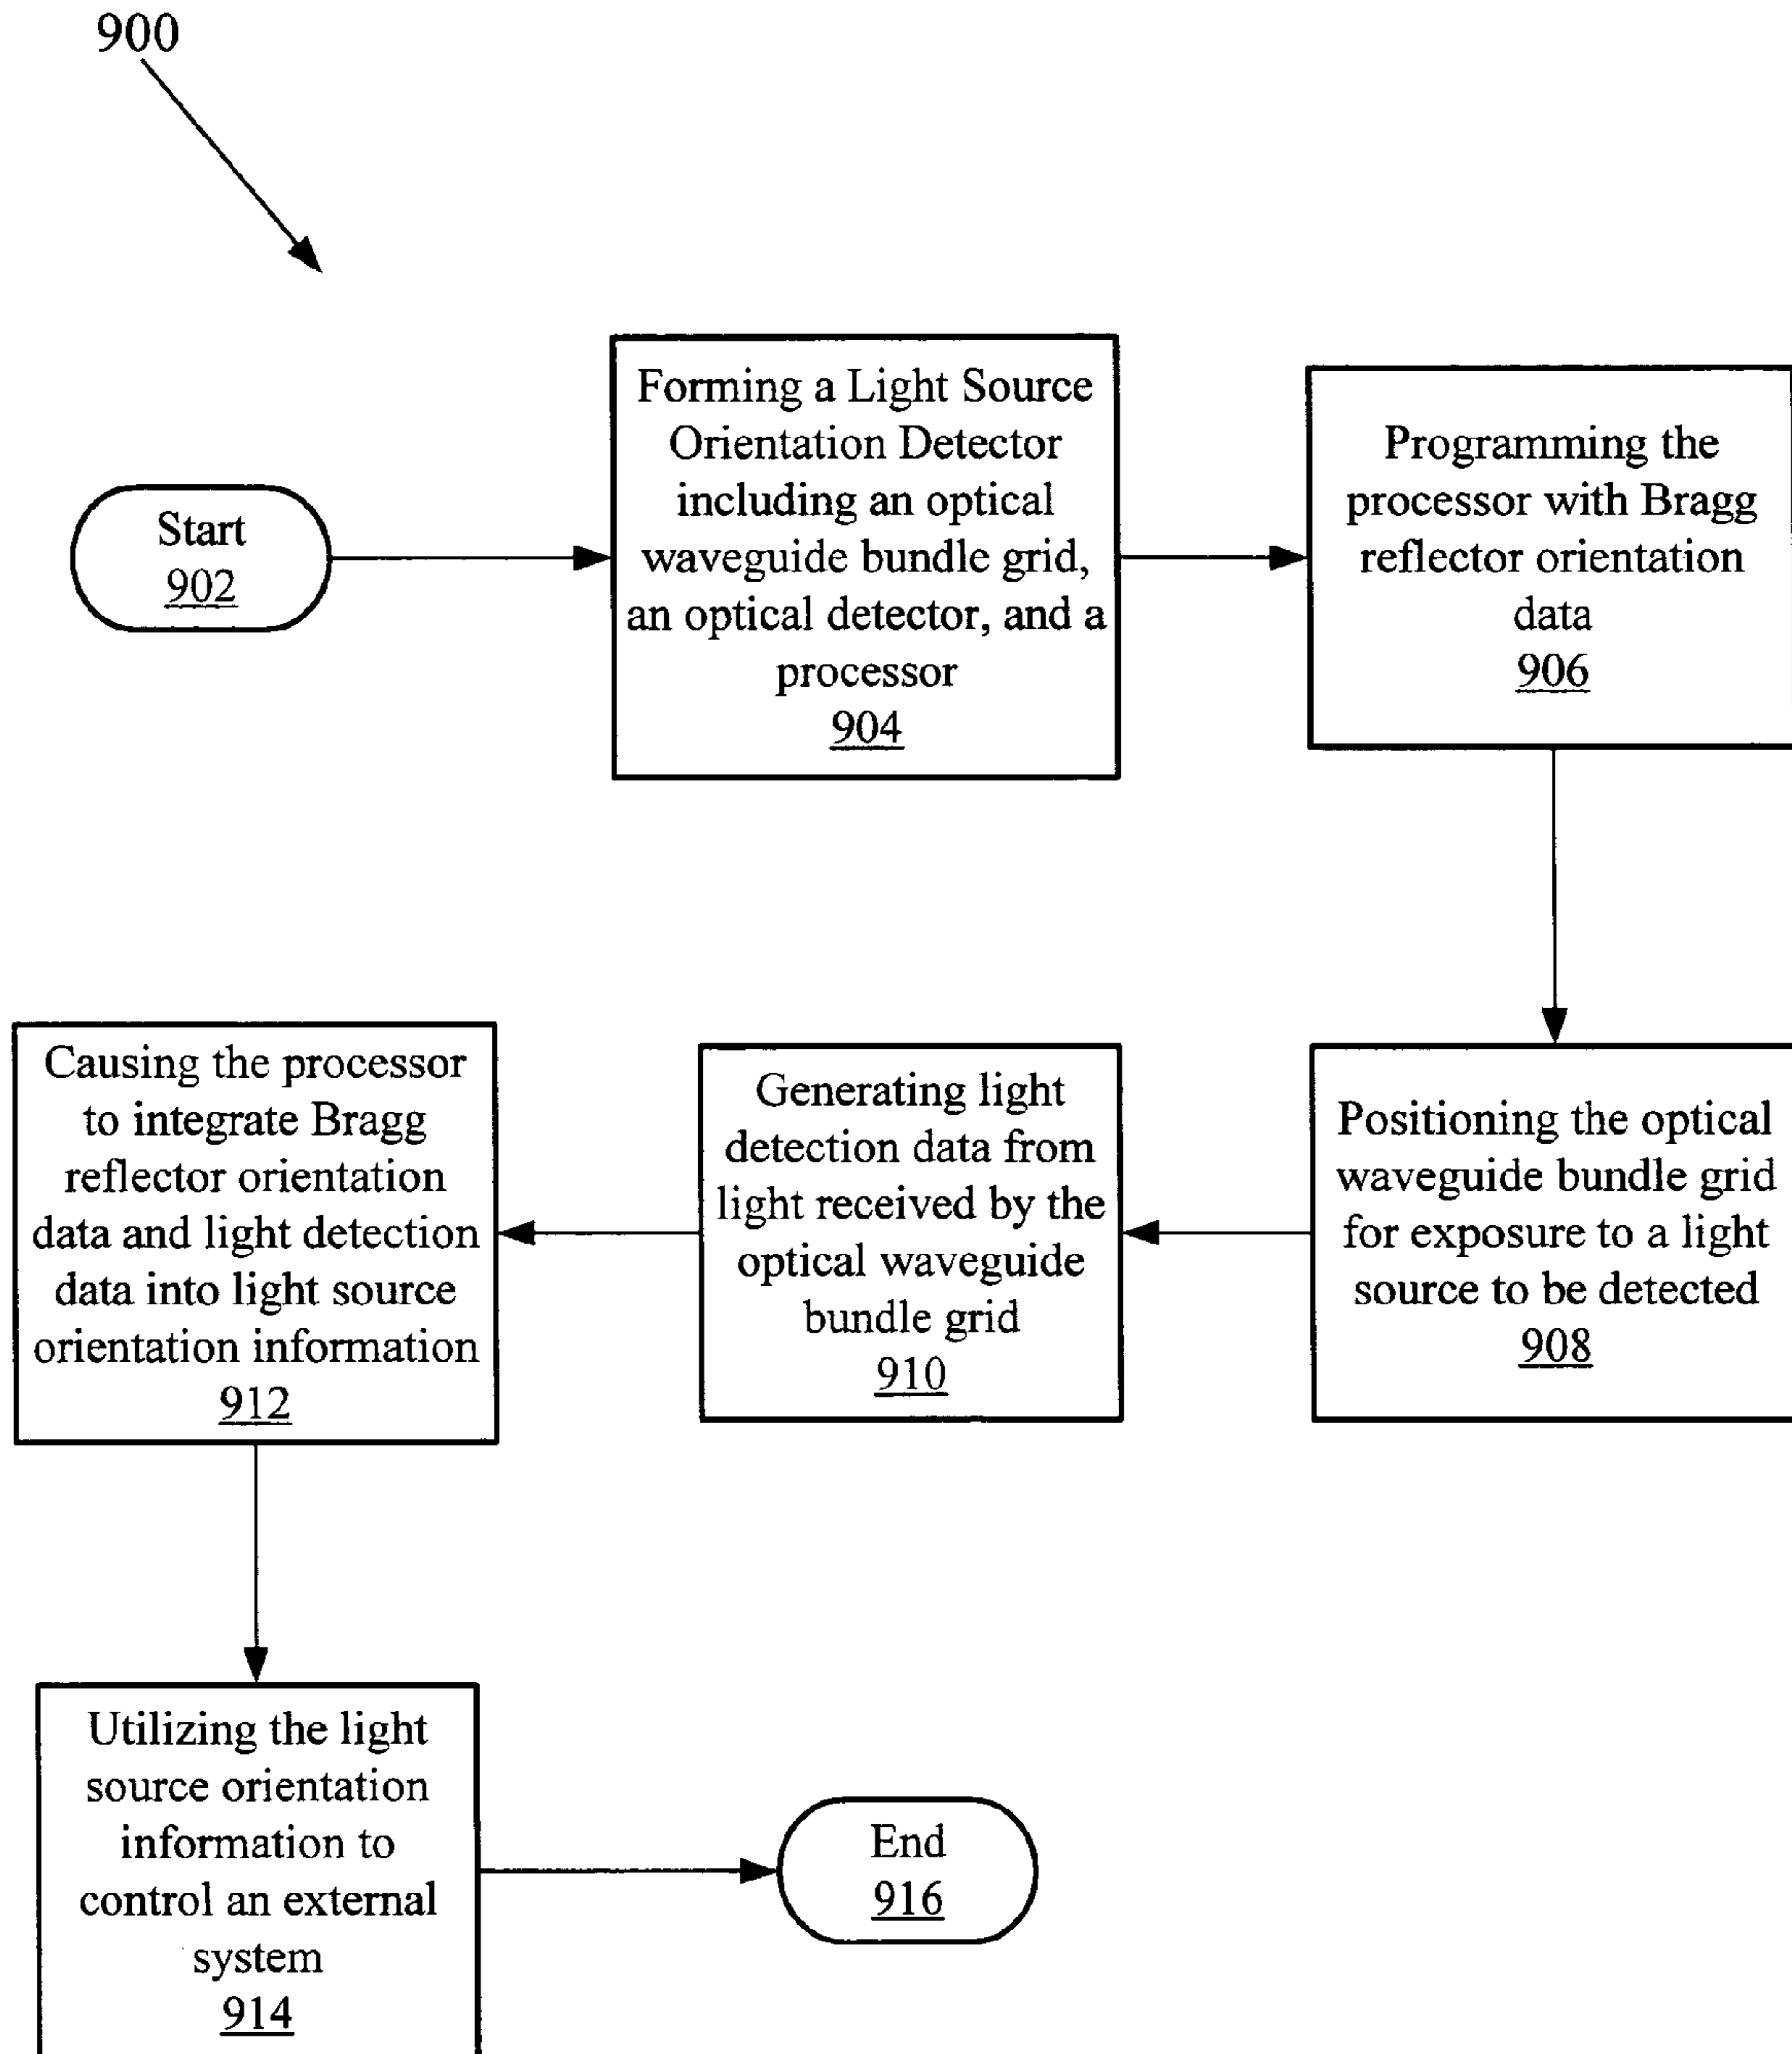 900
Start
902
Forming a Light Source
Orientation Detector
including an optical
waveguide bundle grid,
an optical detector, and a
processor
904
Programming the
processor with Bragg
reflector orientation
data
906
Positioning the optical
waveguide bundle grid
for exposure to a light
source to be detected
908
Generating light
detection data from
light received by the
optical waveguide
bundle grid
910
Causing the processor
to integrate Bragg
reflector orientation
data and light detection
data into light source
orientation information
912
Utilizing the light
source orientation
information to
control an external
system
914
End
916